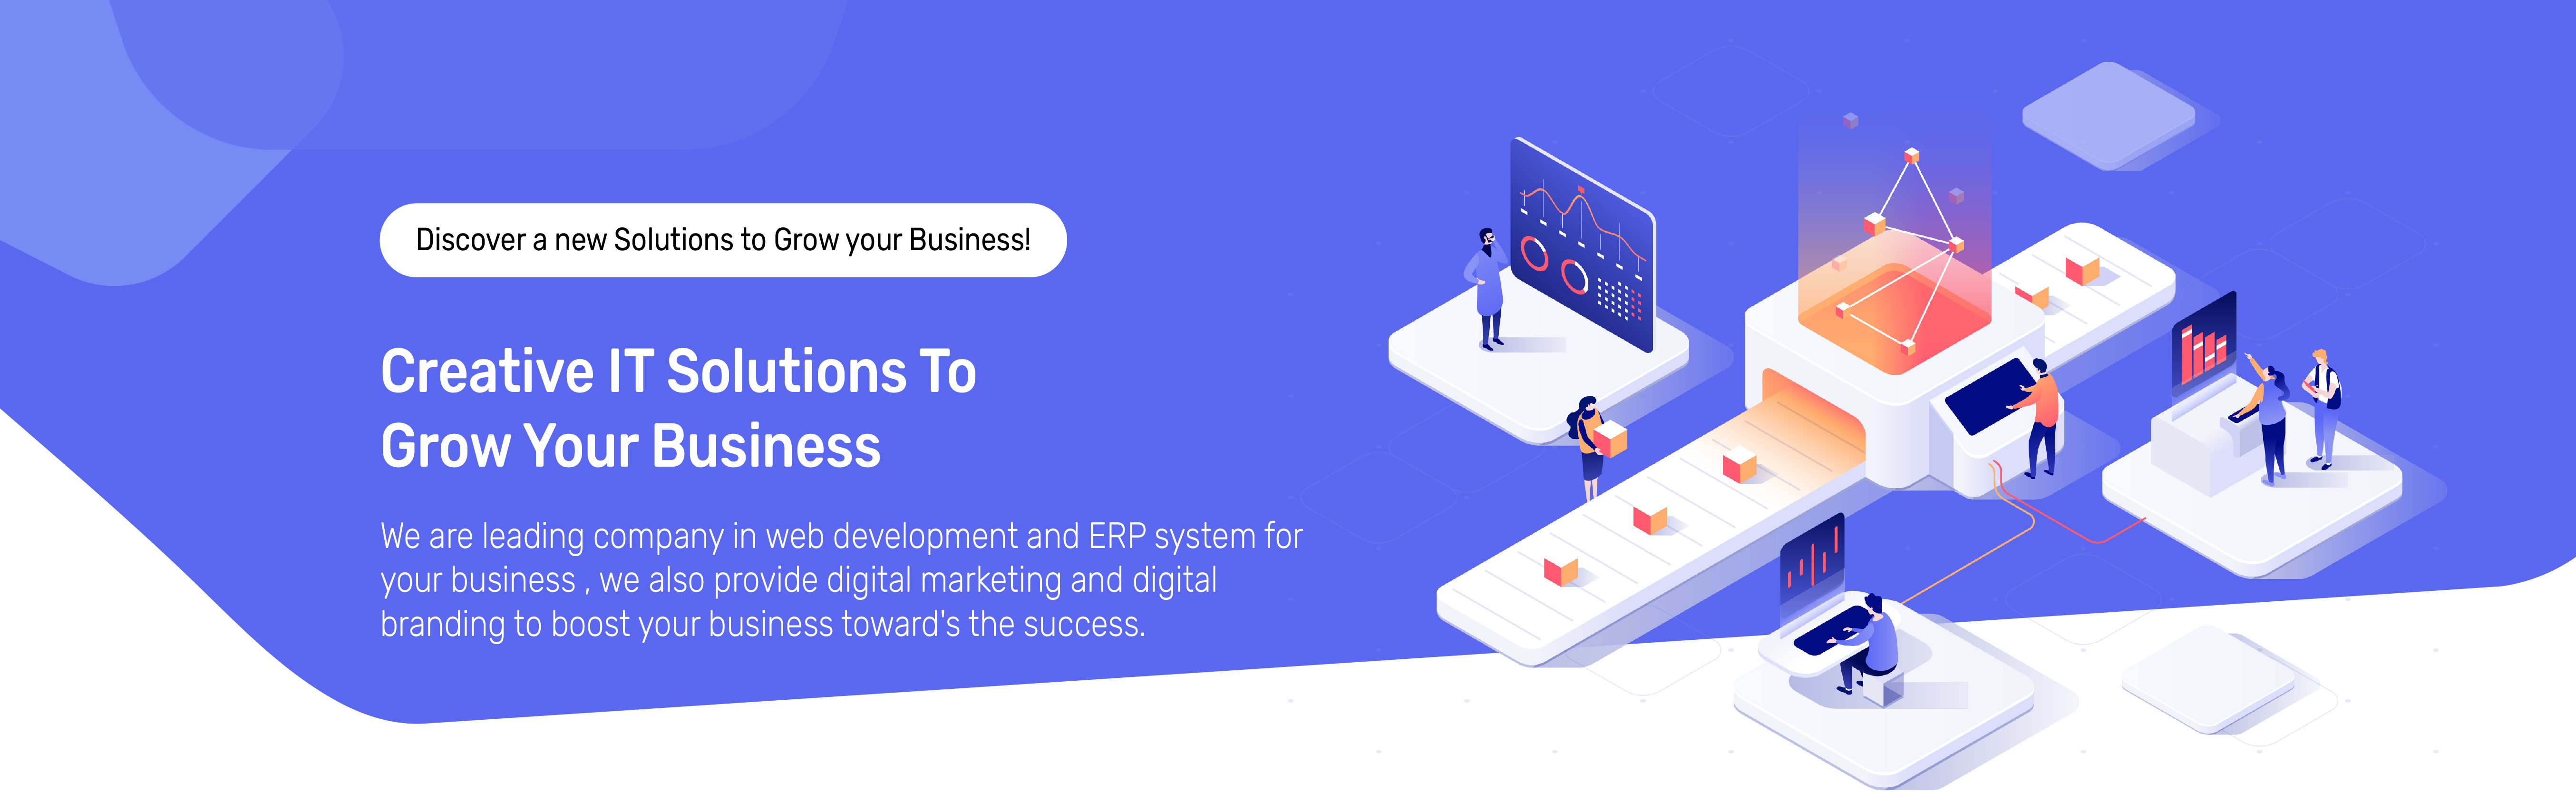 Discover a new Solutions to Grow your Business!
Creative IT Solutions To
Grow Your Business
We are leading company in web development and ERP system for
your business , we also provide digital marketing and digital
branding to boost your business toward's the success.